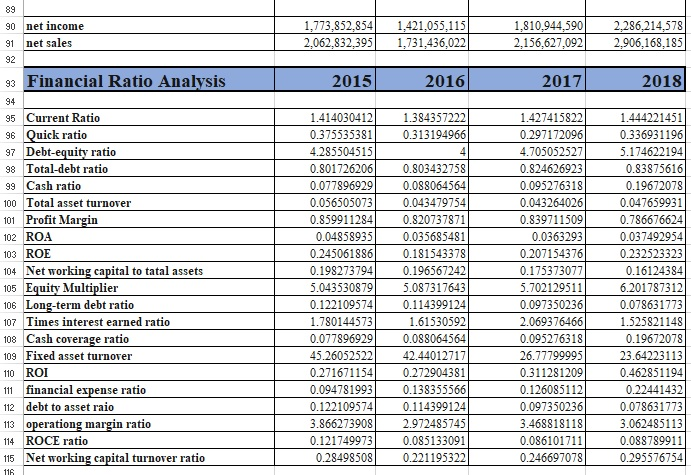 89
90 net income 1,773,852,854 1,421,055,115 1,810,944,590 2,286,214,578
91 net sales 2,062,832,395 1,731,436,022 2,156,627,092 2,906,168,185
92
93 Financial Ratio Analysis 2015 2016 2017 2018
94
95 Current Ratio 1.414030412 1.384357222 1.427415822 1.444221451
96 Quick ratio 0.375535381 0.313194966 0.297172096 0.336931196
97 Debt-equity ratio 4.285504515 4 4.705052527 5.174622194
98 Total-debt ratio 0.801726206 0.803432758 0.824626923 0.83875616
99 Cash ratio 0.077896929 0.088064564 0.095276318 0.19672078
100 Total asset turnover 0.056505073 0.043479754 0.043264026 0.047659931
101 Profit Margin 0.859911284 0.820737871 0.839711509 0.786676624
102 ROA 0.04858935 0.035685481 0.0363293 0.037492954
103 ROE 0.245061886 0.181543378 0.207154376 0.232523323
104 Net working capital to tatal assets 0.198273794 0.196567242 0.175373077 0.16124384
105 Equity Multiplier 5.043530879 5.087317643 5.702129511 6.201787312
106 Long-term debt ratio 0.122109574 0.114399124 0.097350236 0.078631773
107 Times interest earned ratio 1.780144573 1.61530592 2.069376466 1.525821148
108 Cash coverage ratio 0.077896929 0.088064564 0.095276318 0.19672078
109 Fixed asset turnover 45.26052522 42.44012717 26.77799995 23.64223113
110 ROI 0.271671154 0.272904381 0.311281209 0.462851194
111 financial expense ratio 0.094781993 0.138355566 0.126085112 0.22441432
112 debt to asset raio 0.122109574 0.114399124 0.097350236 0.078631773
113 operationg margin ratio 3.866273908 2.972485745 3.468818118 3.062485113
114 ROCE ratio 0.121749973 0.085133091 0.086101711 0.088789911
115 Net working capital turnover ratio 0.28498508 0.221195322 0.246697078 0.295576754
116